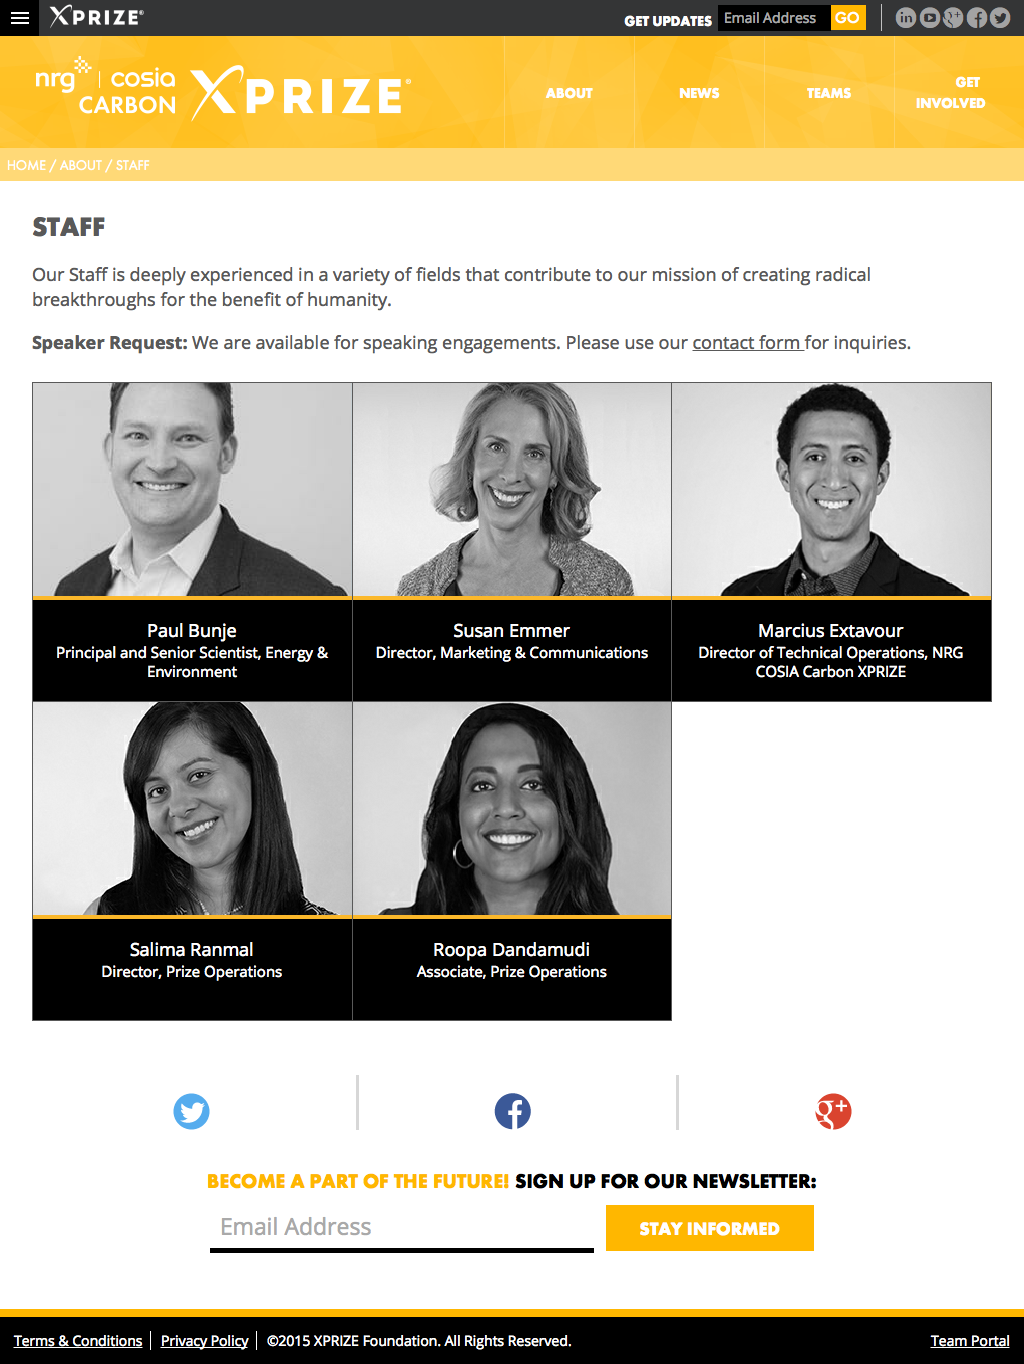 XPRIZE
GET UPDATES
Email Address
GO
nrg | cosia
CARBON
XPRIZE
ABOUT
NEWS
TEAMS
GET
INVOLVED
HOME / ABOUT / STAFF
STAFF
Our Staff is deeply experienced in a variety of fields that contribute to our mission of creating radical
breakthroughs for the benefit of humanity.
Speaker Request: We are available for speaking engagements. Please use our contact form for inquiries.
Paul Bunje
Principal and Senior Scientist, Energy &
Environment
Susan Emmer
Director, Marketing & Communications
Marcius Extavour
Director of Technical Operations, NRG
COSIA Carbon XPRIZE
Salima Ranmal
Director, Prize Operations
Roopa Dandamudi
Associate, Prize Operations
BECOME A PART OF THE FUTURE! SIGN UP FOR OUR NEWSLETTER:
Email Address
STAY INFORMED
Terms & Conditions
Privacy Policy
©2015 XPRIZE Foundation. All Rights Reserved.
Team Portal